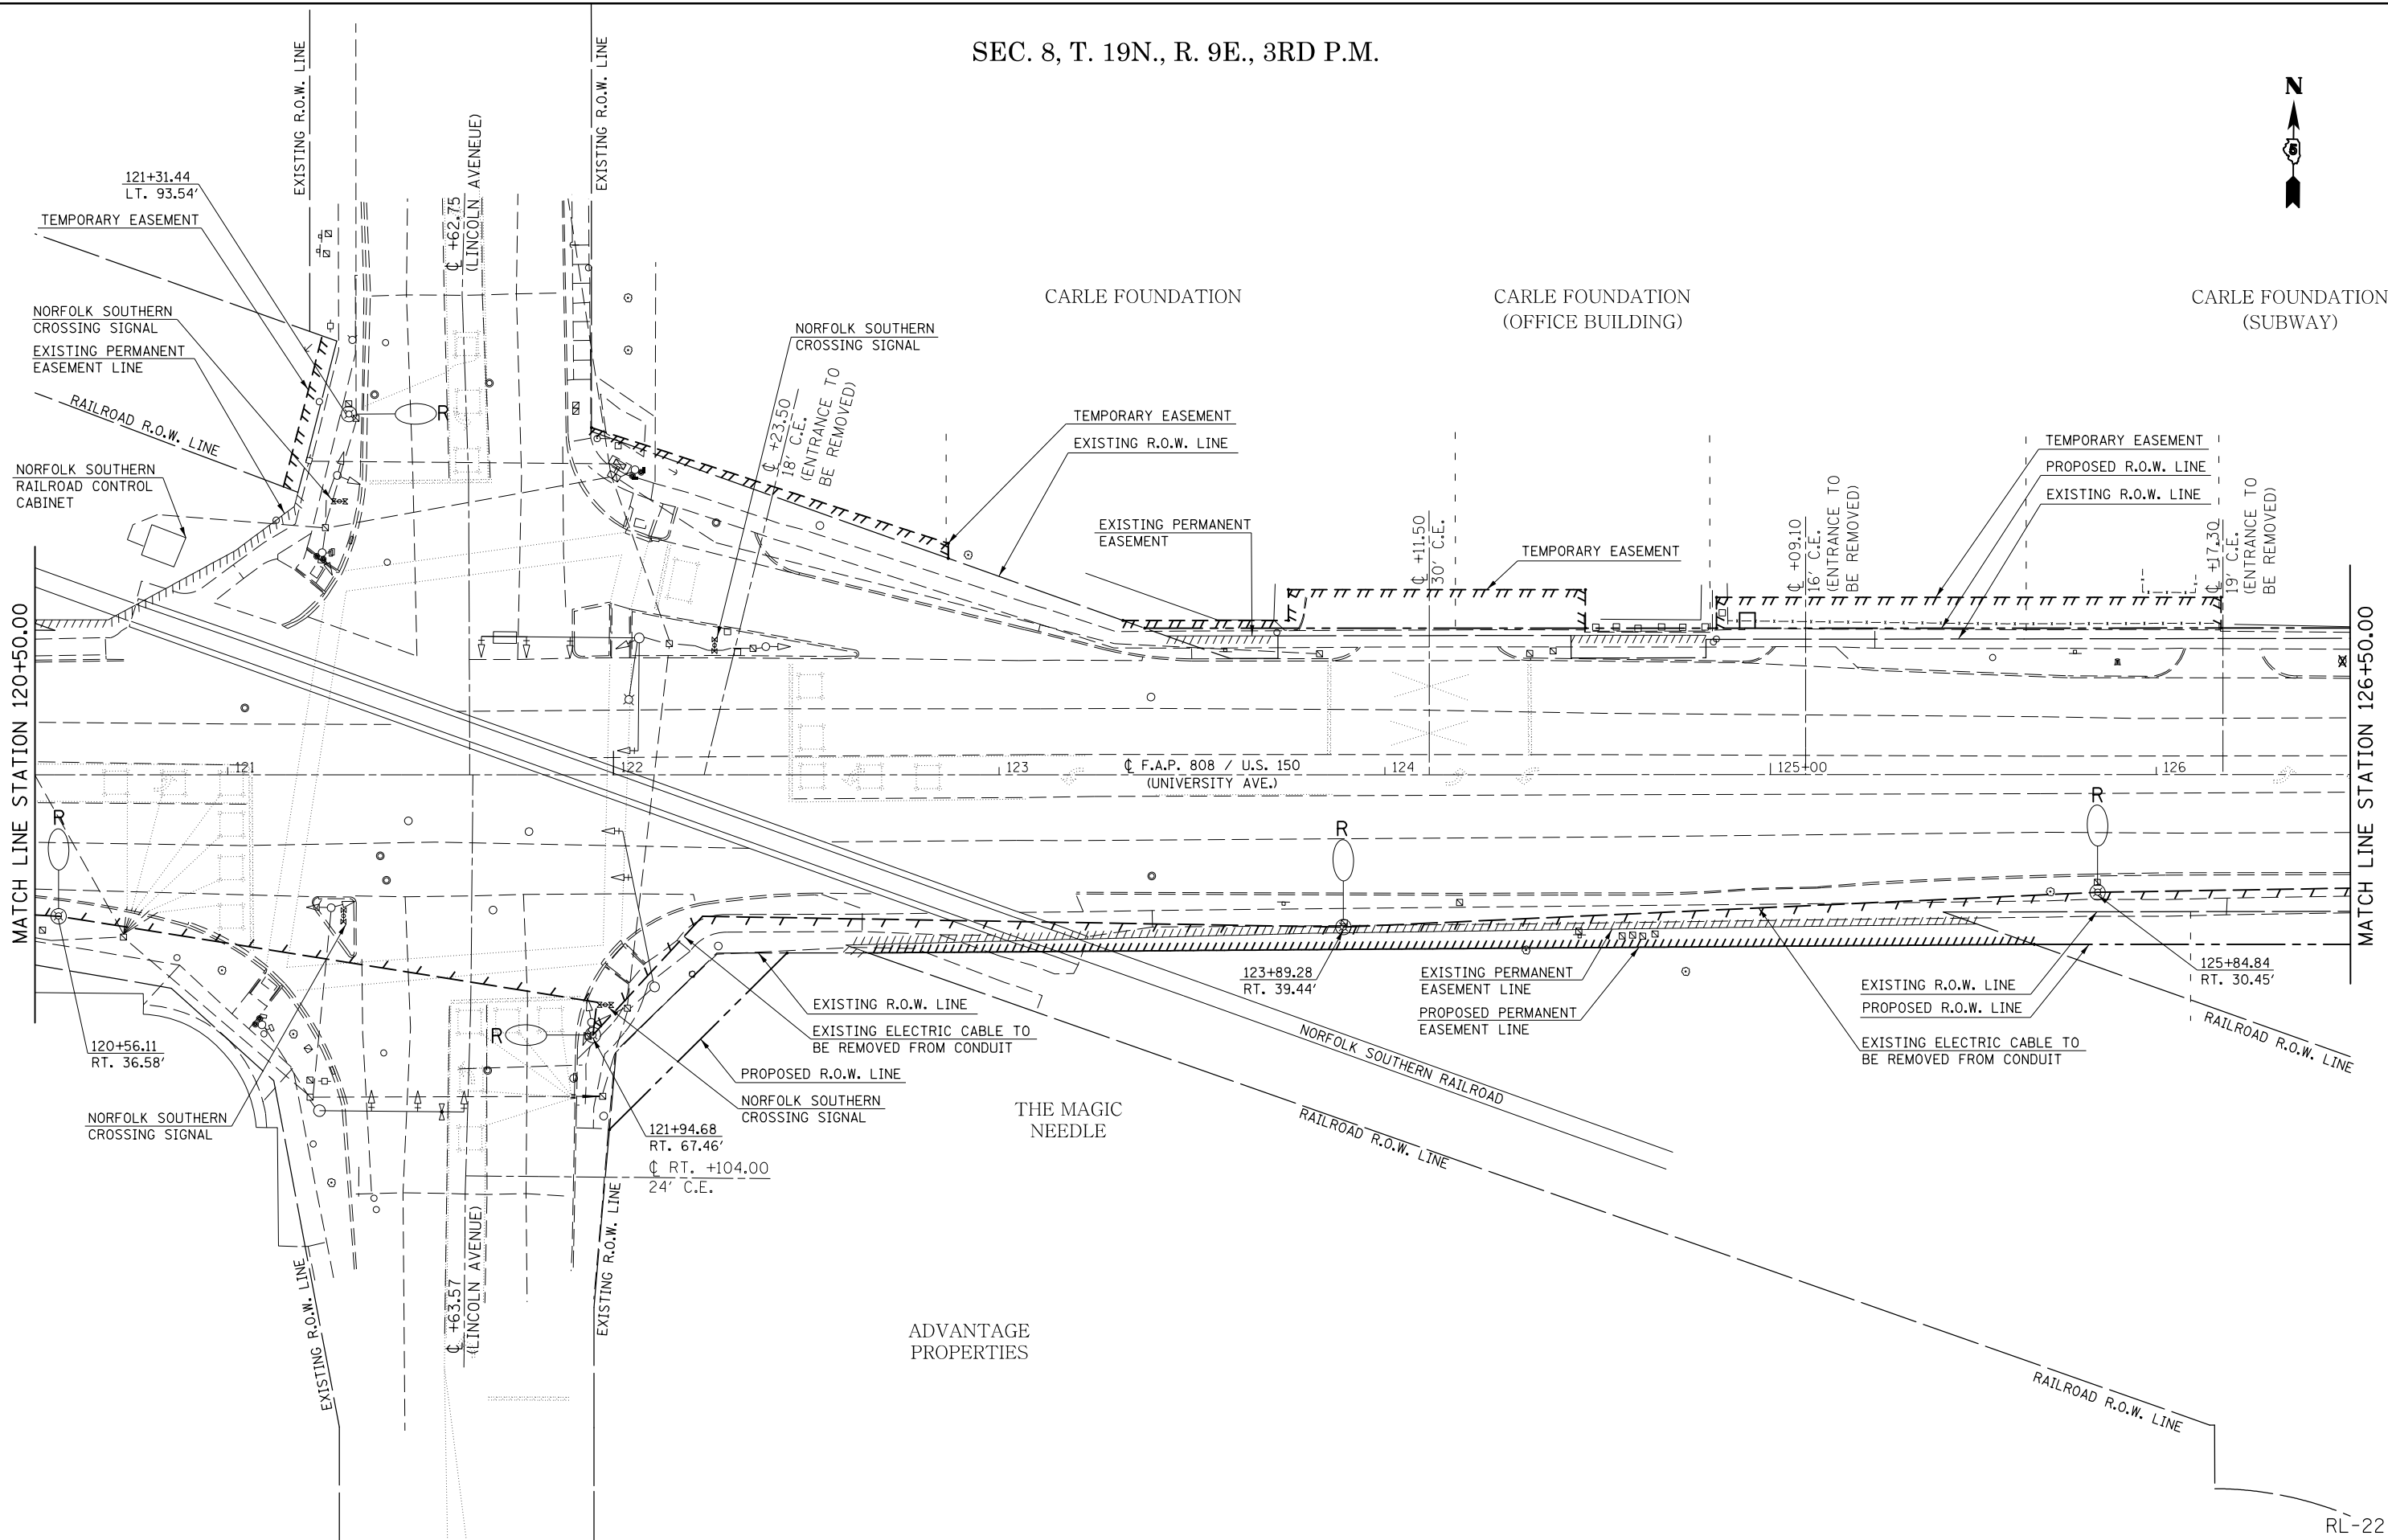 SEC. 8, T. 19N., R. 9E., 3RD P.M.
N
5
EXISTING R.O.W. LINE
EXISTING R.O.W. LINE
℄ +62.75
(LINCOLN AVENEUE)
121+31.44
LT. 93.54'
TEMPORARY EASEMENT
NORFOLK SOUTHERN
CROSSING SIGNAL
EXISTING PERMANENT
EASEMENT LINE
RAILROAD R.O.W. LINE
NORFOLK SOUTHERN
RAILROAD CONTROL
CABINET
R
NORFOLK SOUTHERN
CROSSING SIGNAL
℄ +23.50
18' C.E.
(ENTRANCE TO
BE REMOVED)
CARLE FOUNDATION
CARLE FOUNDATION
(OFFICE BUILDING)
CARLE FOUNDATION
(SUBWAY)
TEMPORARY EASEMENT
EXISTING R.O.W. LINE
EXISTING PERMANENT
EASEMENT
℄ +11.50
30' C.E.
TEMPORARY EASEMENT
℄ +09.10
16' C.E.
(ENTRANCE TO
BE REMOVED)
TEMPORARY EASEMENT
PROPOSED R.O.W. LINE
EXISTING R.O.W. LINE
℄ +17.30
19' C.E.
(ENTRANCE TO
BE REMOVED)
MATCH LINE STATION 120+50.00
MATCH LINE STATION 126+50.00
121
122
123
℄ F.A.P. 808 / U.S. 150
(UNIVERSITY AVE.)
124
125+00
126
R
R
R
R
120+56.11
RT. 36.58'
NORFOLK SOUTHERN
CROSSING SIGNAL
EXISTING R.O.W. LINE
℄ +63.57
(LINCOLN AVENUE)
EXISTING R.O.W. LINE
121+94.68
RT. 67.46'
℄ RT. +104.00
24' C.E.
EXISTING R.O.W. LINE
EXISTING ELECTRIC CABLE TO
BE REMOVED FROM CONDUIT
PROPOSED R.O.W. LINE
NORFOLK SOUTHERN
CROSSING SIGNAL
THE MAGIC
NEEDLE
ADVANTAGE
PROPERTIES
123+89.28
RT. 39.44'
EXISTING PERMANENT
EASEMENT LINE
PROPOSED PERMANENT
EASEMENT LINE
NORFOLK SOUTHERN RAILROAD
RAILROAD R.O.W. LINE
EXISTING R.O.W. LINE
PROPOSED R.O.W. LINE
EXISTING ELECTRIC CABLE TO
BE REMOVED FROM CONDUIT
125+84.84
RT. 30.45'
RAILROAD R.O.W. LINE
RAILROAD R.O.W. LINE
RL-22